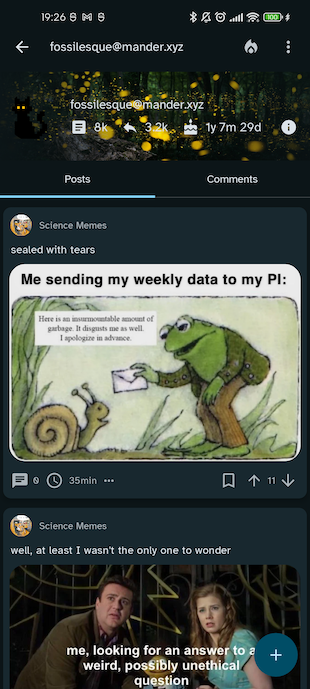 19:26
100
fossilesque@mander.xyz
fossilesque@mander.xyz
8k 3.2k 1y 7m 29d
Posts Comments
Science Memes
sealed with tears
Me sending my weekly data to my PI:
Here is an insurmountable amount of
garbage. It disgusts me as well.
I apologize in advance.
0 35min 11
Science Memes
well, at least I wasn't the only one to wonder
me, looking for an answer to a
weird, possibly unethical
question